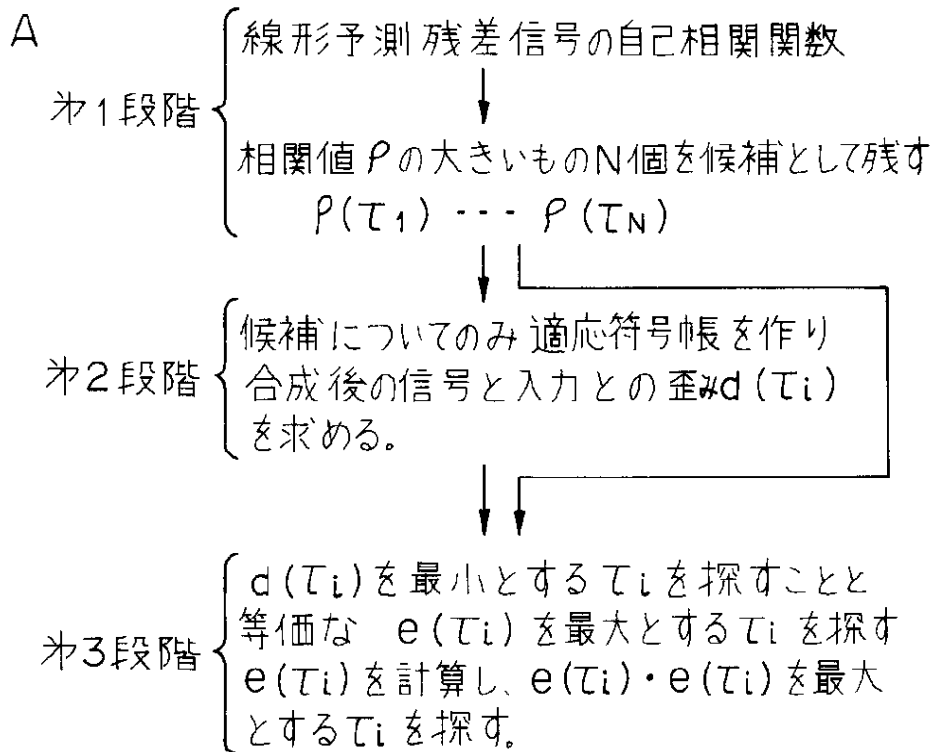 A
線形予測残差信号の自己相関関数
㐧1段階
相関値ρの大きいものN個を候補として残す
ρ(τ1) --- ρ(τN)
候補についてのみ適応符号帳を作り
㐧2段階
合成後の信号と入力との歪みd(τi)
を求める。
d(τi)を最小とするτiを探すことと
等価な e(τi)を最大とするτiを探す
㐧3段階
e(τi)を計算し、e(τi)・e(τi)を最大
とするτiを探す。